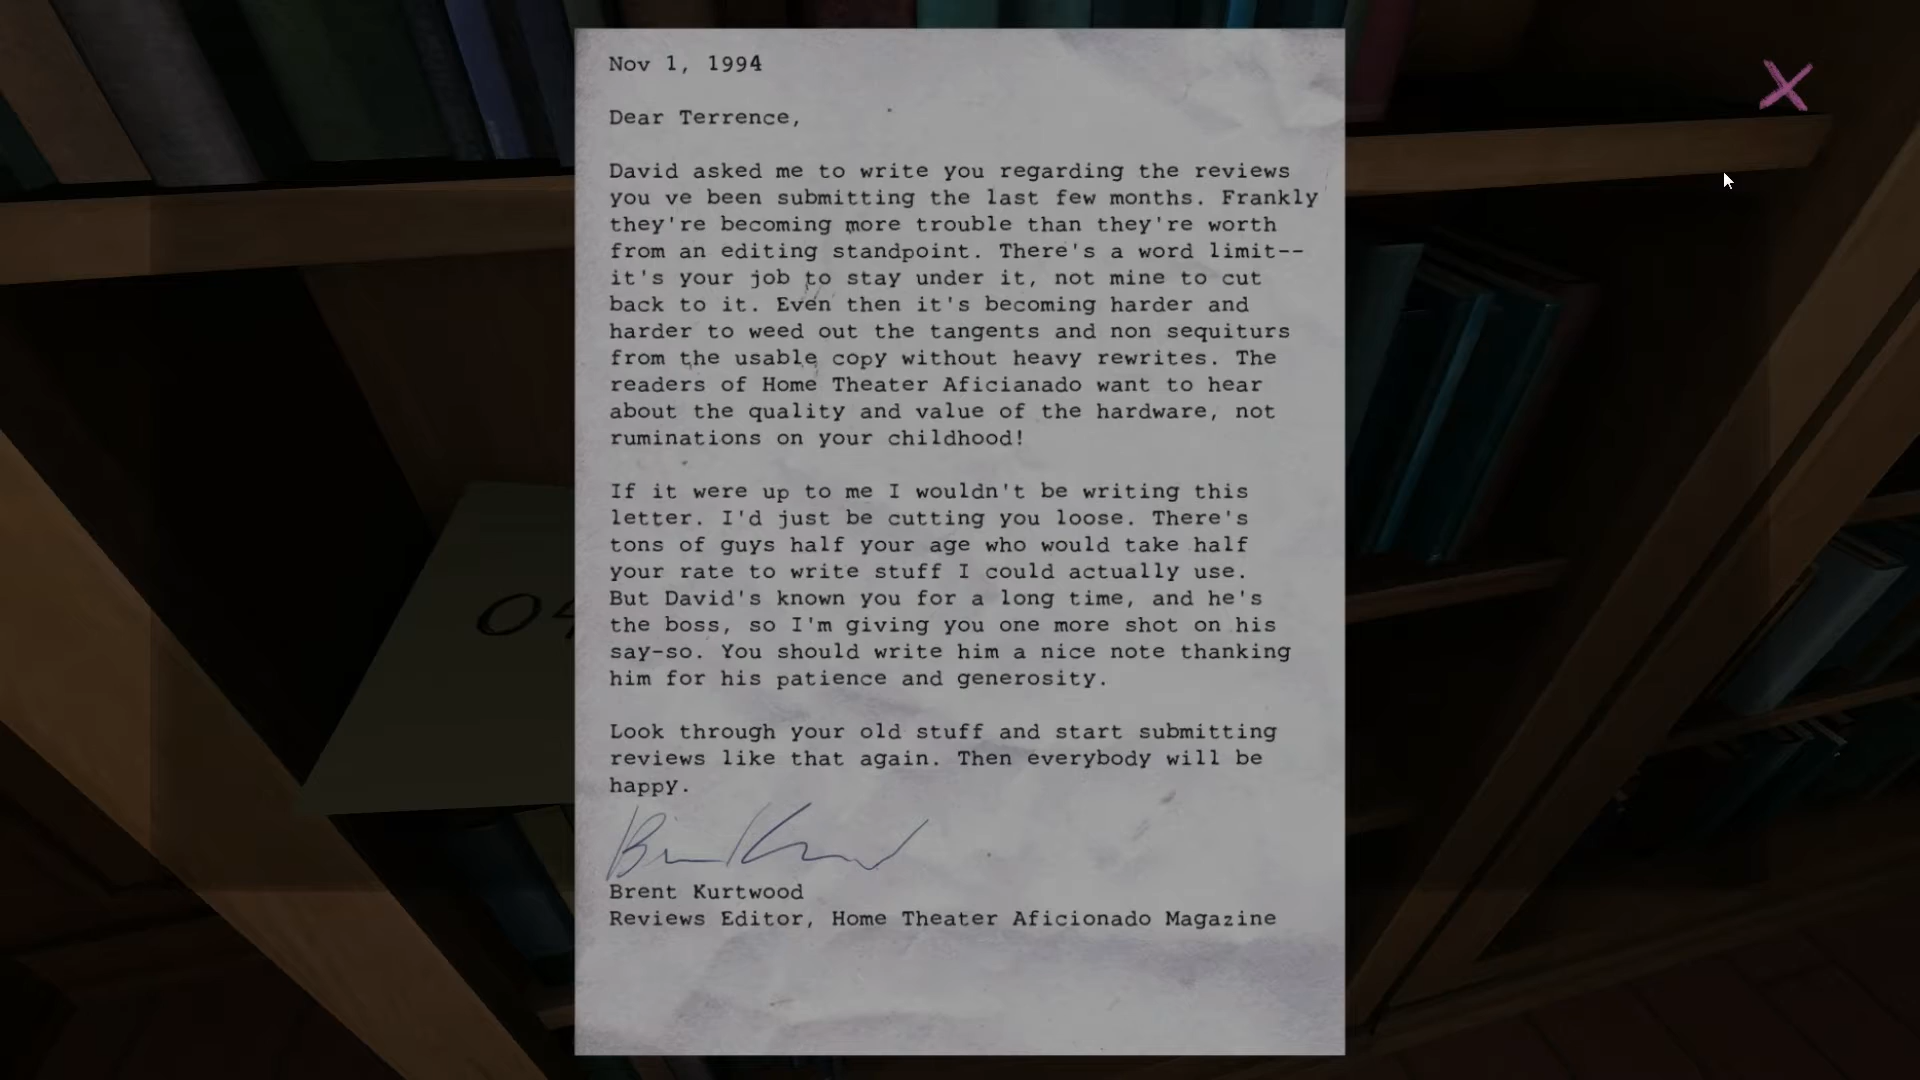 Nov 1, 1994
Dear Terrence,
David asked me to write you regarding the reviews
you ve been submitting the last few months. Frankly
they're becoming more trouble than they're worth
from an editing standpoint. There's a word limit--
it's your job to stay under it, not mine to cut
back to it. Even then it's becoming harder and
harder to weed out the tangents and non sequiturs
from the usable copy without heavy rewrites. The
readers of Home Theater Aficianado want to hear
about the quality and value of the hardware, not
ruminations on your childhood!
If it were up to me I wouldn't be writing this
letter. I'd just be cutting you loose. There's
tons of guys half your age who would take half
your rate to write stuff I could actually use.
But David's known you for a long time, and he's
the boss, so I'm giving you one more shot on his
say-so. You should write him a nice note thanking
him for his patience and generosity.
Look through your old stuff and start submitting
reviews like that again. Then everybody will be
happy.
Brent Kurtwood
Reviews Editor, Home Theater Aficionado Magazine